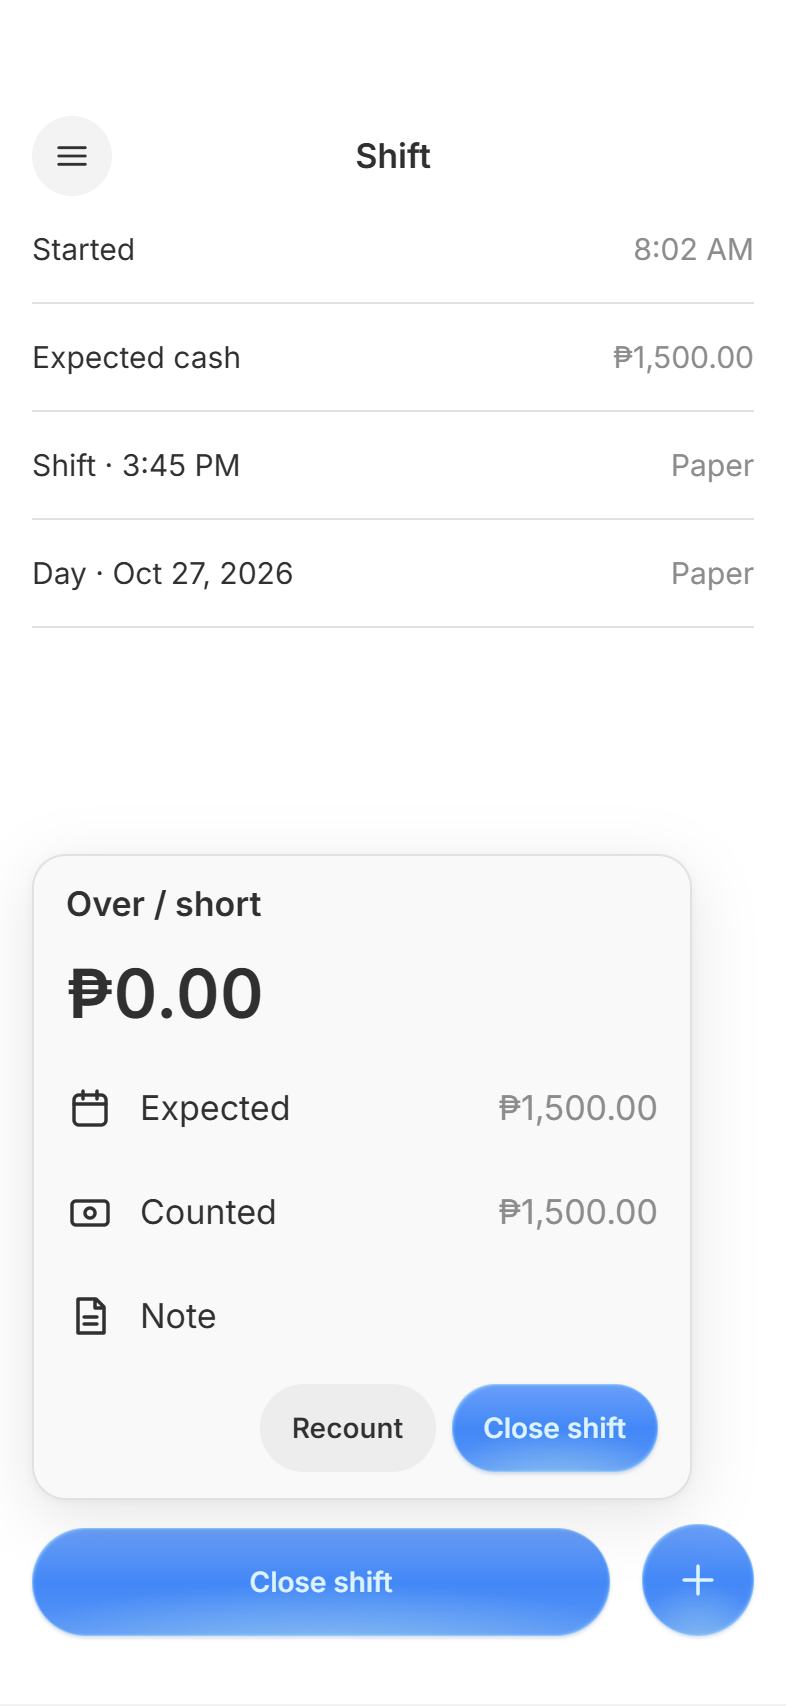 Shift
Started 8:02 AM
Expected cash ₱1,500.00
Shift · 3:45 PM Paper
Day · Oct 27, 2026 Paper
Over / short
₱0.00
Expected ₱1,500.00
Counted ₱1,500.00
Note
Recount Close shift
Close shift